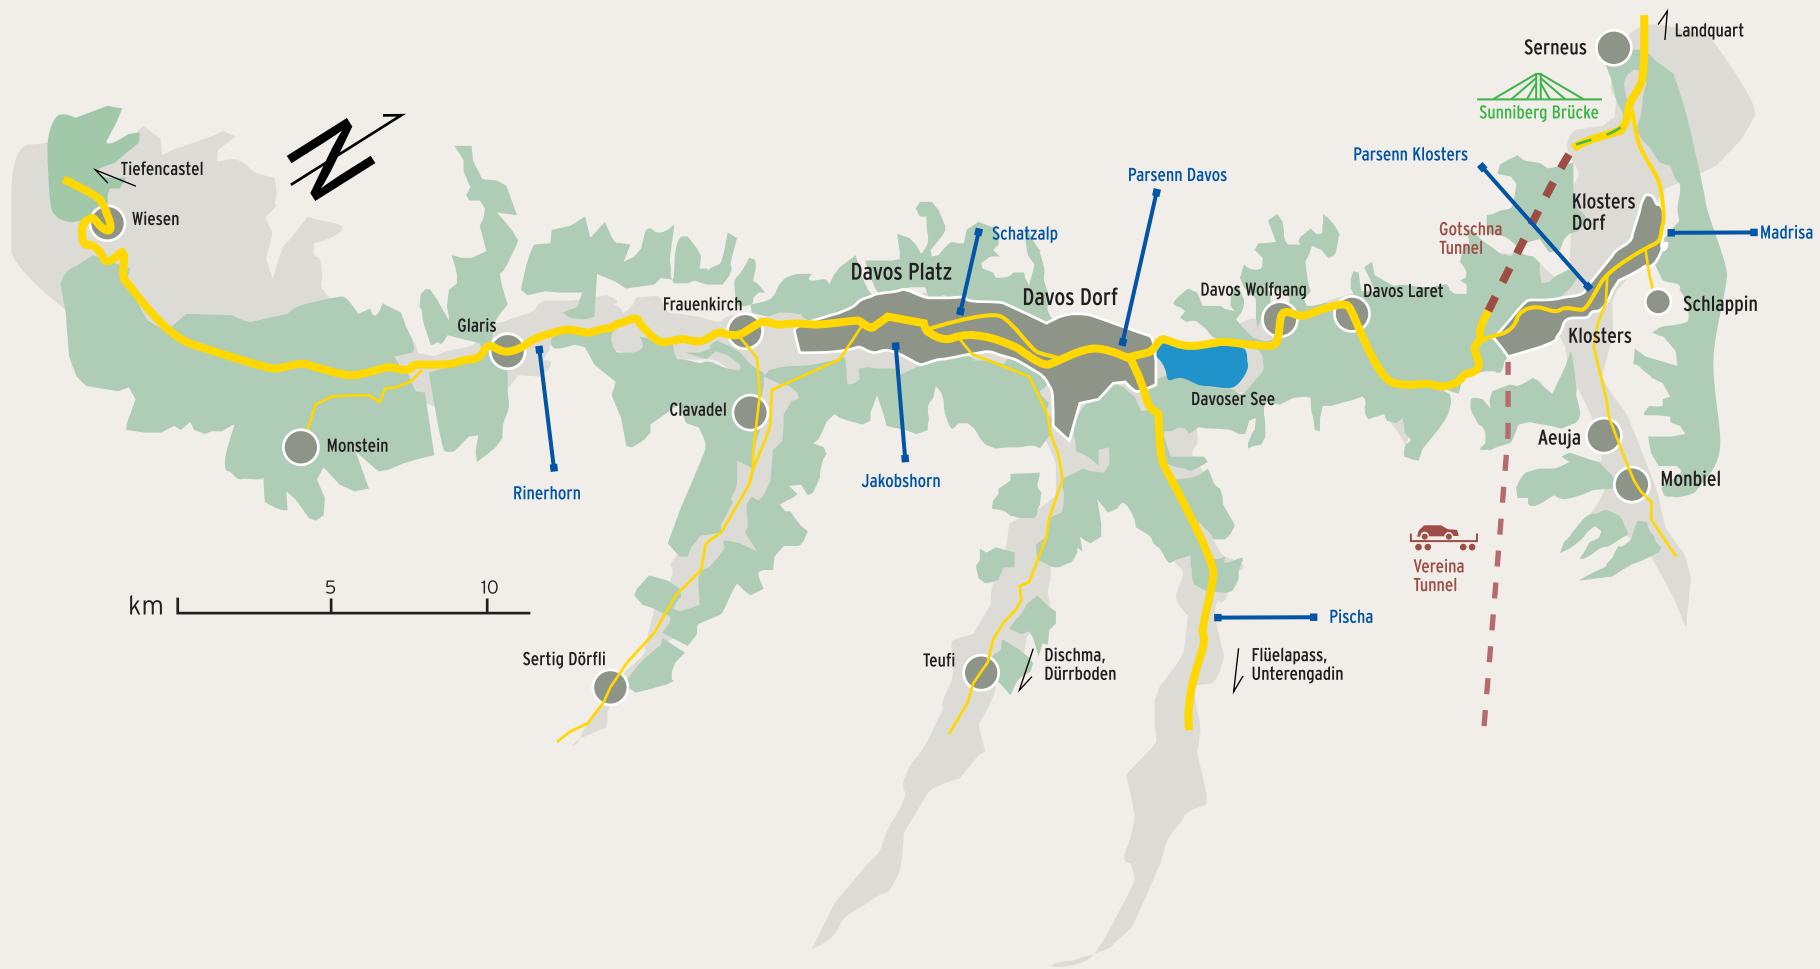 Landquart
Serneus
Sunniberg Brücke
Parsenn Klosters
Tiefencastel
Parsenn Davos
Wiesen
Klosters
Dorf
Gotschna
Tunnel
Schatzalp
Madrisa
Davos Platz
Davos Dorf
Davos Wolfgang
Davos Laret
Frauenkirch
Schlappin
Glaris
Klosters
Davoser See
Clavadel
Monstein
Aeuja
Monbiel
Jakobshorn
Rinerhorn
Vereina
Tunnel
km
5
10
Pischa
Sertig Dörfli
Teufi
Dischma,
Dürrboden
Flüelapass,
Unterengadin
N